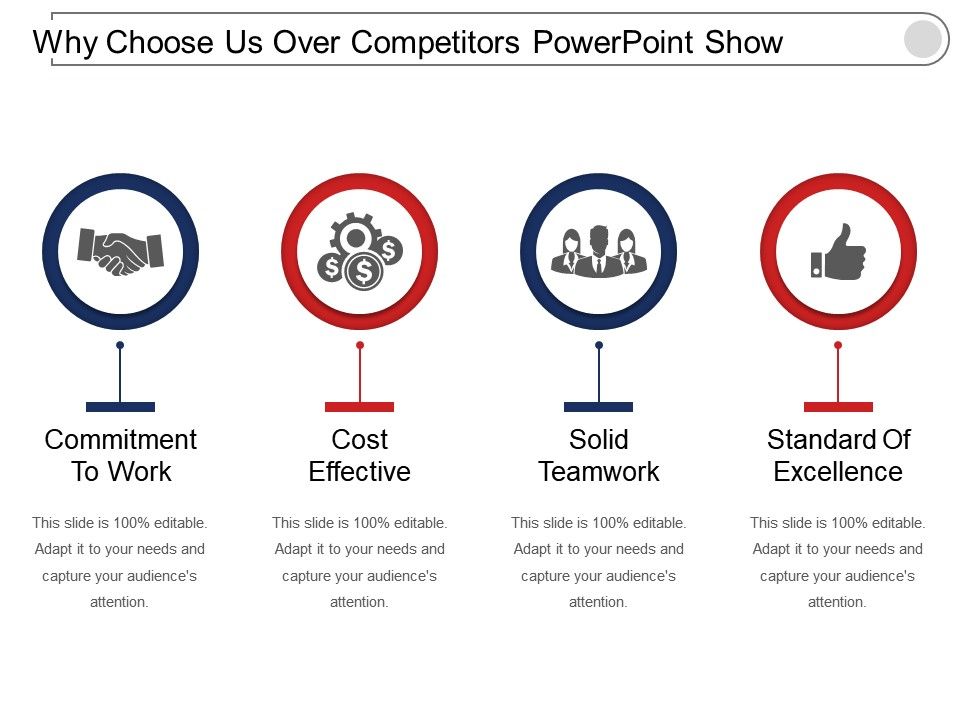 Why Choose Us Over Competitors PowerPoint Show
$
$
$
Commitment
To Work
This slide is 100% editable.
Adapt it to your needs and
capture your audience's
attention.
Cost
Effective
This slide is 100% editable.
Adapt it to your needs and
capture your audience's
attention.
Solid
Teamwork
This slide is 100% editable.
Adapt it to your needs and
capture your audience's
attention.
Standard Of
Excellence
This slide is 100% editable.
Adapt it to your needs and
capture your audience's
attention.